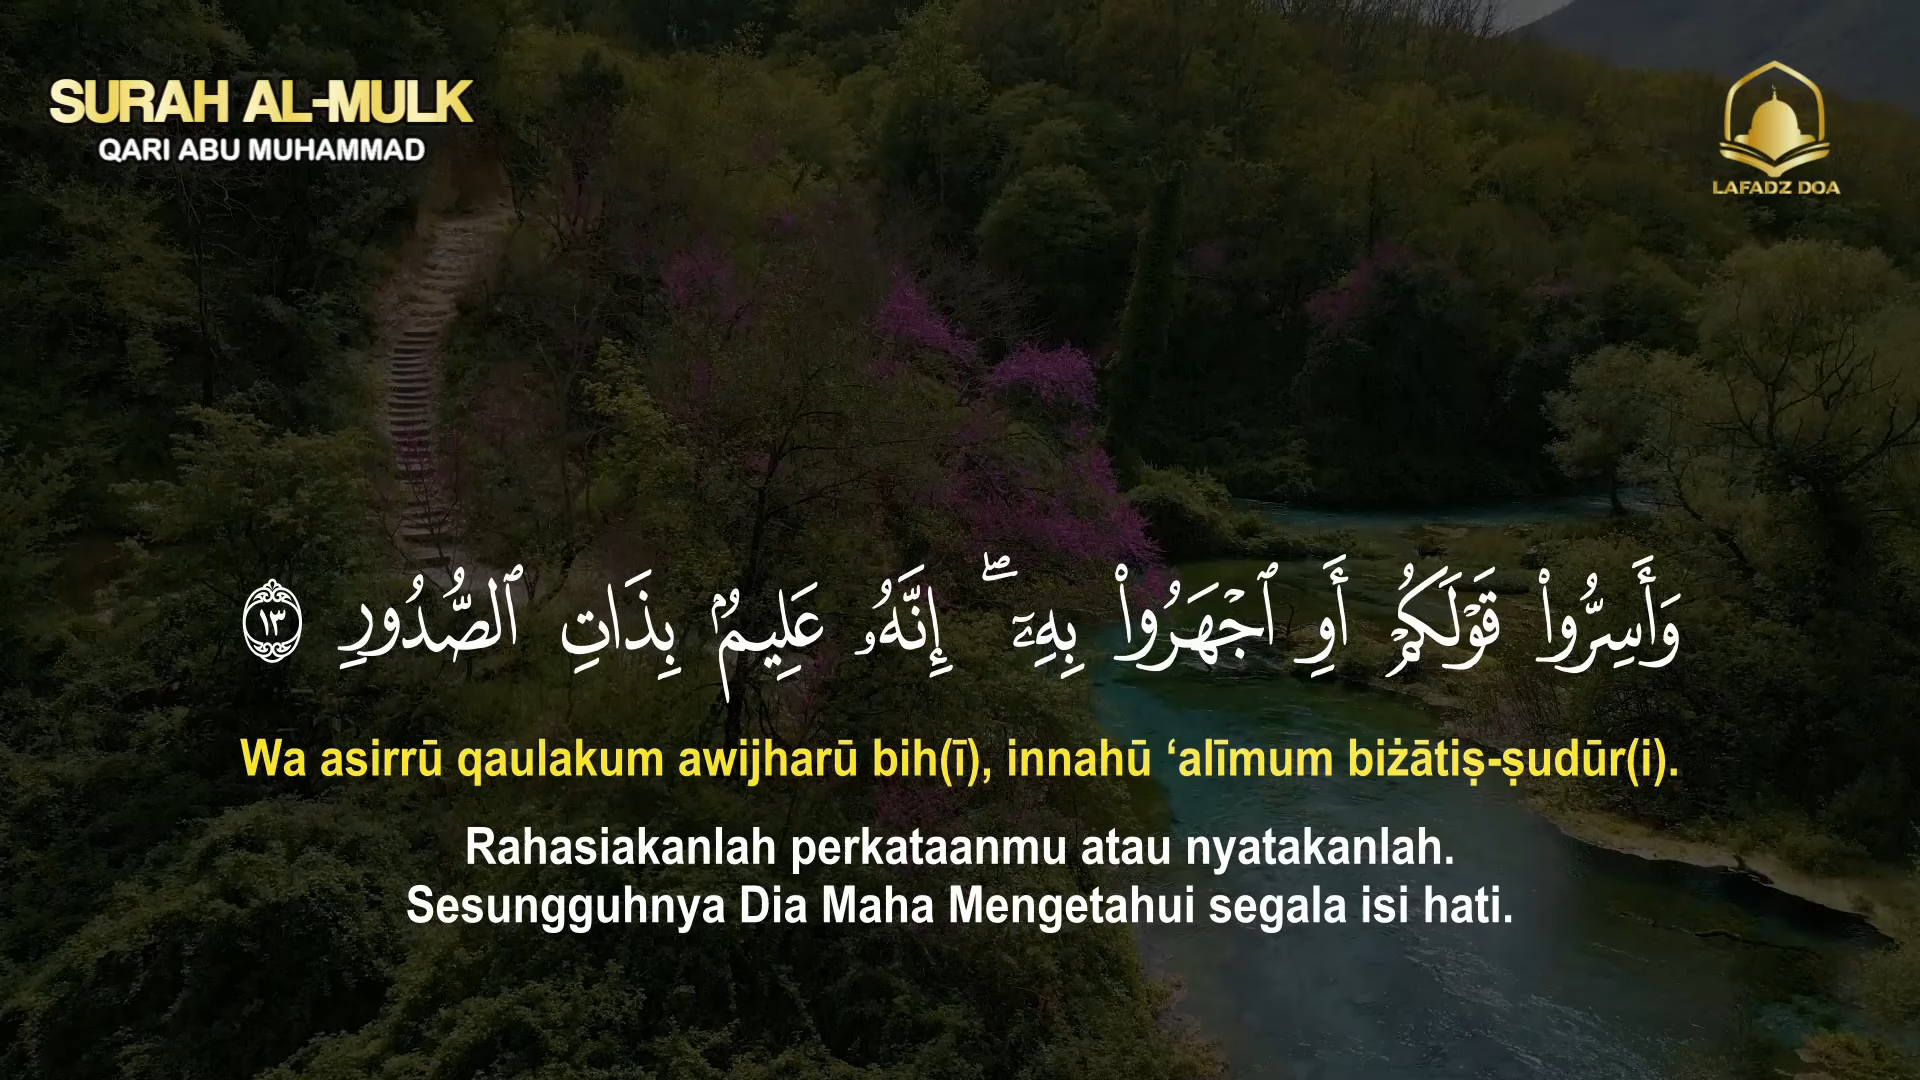 SURAH AL-MULK
QARI ABU MUHAMMAD
LAFADZ DOA
وَأَسِرُّوا۟ قَوْلَكُمْ أَوِ ٱجْهَرُوا۟ بِهِۦٓ ۖ إِنَّهُۥ عَلِيمٌۢ بِذَاتِ ٱلصُّدُورِ ١٣
Wa asirrū qaulakum awijharū bih(ī), innahū ‘alīmum biżātiṣ-ṣudūr(i).
Rahasiakanlah perkataanmu atau nyatakanlah.
Sesungguhnya Dia Maha Mengetahui segala isi hati.